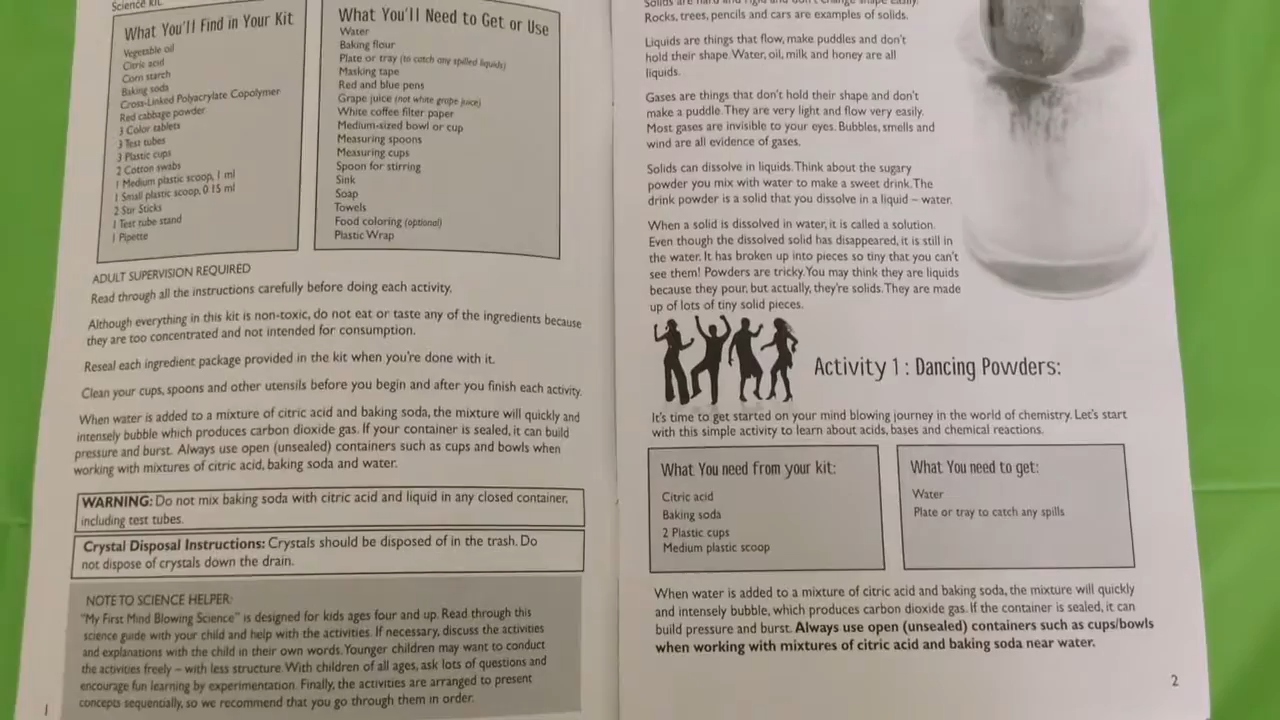 Science Kit.
What You'll Find in Your Kit
Vegetable oil
Citric acid
Corn starch
Baking soda
Cross-Linked Polyacrylate Copolymer
Red cabbage powder
3 Color tablets
3 Test tubes
3 Plastic cups
2 Cotton swabs
1 Medium plastic scoop, 1 ml
1 Small plastic scoop, 0.15 ml
2 Stir Sticks
1 Test tube stand
1 Pipette
What You'll Need to Get or Use
Water
Baking flour
Plate or tray (to catch any spilled liquids)
Masking tape
Red and blue pens
Grape juice (not white grape juice)
White coffee filter paper
Medium-sized bowl or cup
Measuring spoons
Measuring cups
Spoon for stirring
Sink
Soap
Towels
Food coloring (optional)
Plastic Wrap
ADULT SUPERVISION REQUIRED
Read through all the instructions carefully before doing each activity.
Although everything in this kit is non-toxic, do not eat or taste any of the ingredients because
they are too concentrated and not intended for consumption.
Reseal each ingredient package provided in the kit when you're done with it.
Clean your cups, spoons and other utensils before you begin and after you finish each activity.
When water is added to a mixture of citric acid and baking soda, the mixture will quickly and
intensely bubble which produces carbon dioxide gas. If your container is sealed, it can build
pressure and burst. Always use open (unsealed) containers such as cups and bowls when
working with mixtures of citric acid, baking soda and water.
WARNING: Do not mix baking soda with citric acid and liquid in any closed container,
including test tubes.
Crystal Disposal Instructions: Crystals should be disposed of in the trash. Do
not dispose of crystals down the drain.
NOTE TO SCIENCE HELPER:
"My First Mind Blowing Science" is designed for kids ages four and up. Read through this
science guide with your child and help with the activities. If necessary, discuss the activities
and explanations with the child in their own words. Younger children may want to conduct
the activities freely – with less structure. With children of all ages, ask lots of questions and
encourage fun learning by experimentation. Finally, the activities are arranged to present
concepts sequentially, so we recommend that you go through them in order.
1
Solids are hard and rigid and don't change shape easily.
Rocks, trees, pencils and cars are examples of solids.
Liquids are things that flow, make puddles and don't
hold their shape. Water, oil, milk and honey are all
liquids.
Gases are things that don't hold their shape and don't
make a puddle. They are very light and flow very easily.
Most gases are invisible to your eyes. Bubbles, smells and
wind are all evidence of gases.
Solids can dissolve in liquids. Think about the sugary
powder you mix with water to make a sweet drink. The
drink powder is a solid that you dissolve in a liquid – water.
When a solid is dissolved in water, it is called a solution.
Even though the dissolved solid has disappeared, it is still in
the water. It has broken up into pieces so tiny that you can't
see them! Powders are tricky. You may think they are liquids
because they pour, but actually, they're solids. They are made
up of lots of tiny solid pieces.
Activity 1 : Dancing Powders:
It's time to get started on your mind blowing journey in the world of chemistry. Let's start
with this simple activity to learn about acids, bases and chemical reactions.
What You need from your kit:
Citric acid
Baking soda
2 Plastic cups
Medium plastic scoop
What You need to get:
Water
Plate or tray to catch any spills
When water is added to a mixture of citric acid and baking soda, the mixture will quickly
and intensely bubble, which produces carbon dioxide gas. If the container is sealed, it can
build pressure and burst. Always use open (unsealed) containers such as cups/bowls
when working with mixtures of citric acid and baking soda near water.
2